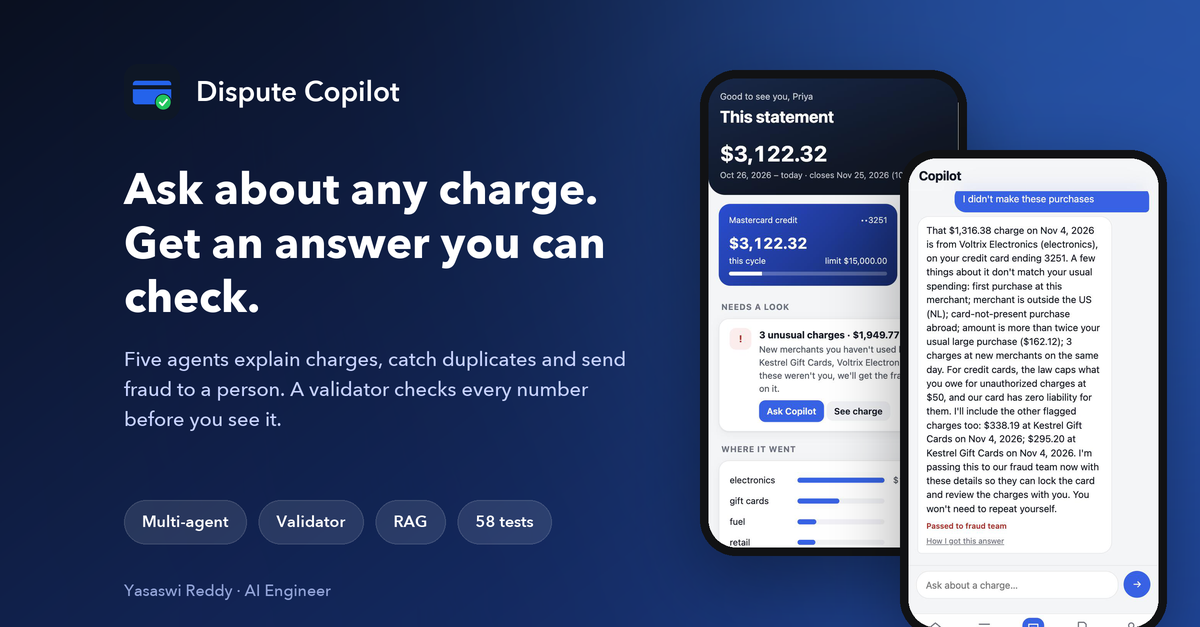 Dispute Copilot
Ask about any charge.
Get an answer you can
check.
Five agents explain charges, catch duplicates and send
fraud to a person. A validator checks every number
before you see it.
Multi-agent
Validator
RAG
58 tests
Yasaswi Reddy · AI Engineer
Good to see you, Priya
This statement
$3,122.32
Oct 26, 2026 – today · closes Nov 25, 2026 (10
Mastercard credit
··3251
$3,122.32
this cycle
limit $15,000.00
NEEDS A LOOK
!
3 unusual charges · $1,949.77
New merchants you haven't used
Kestrel Gift Cards, Voltrix Electron
these weren't you, we'll get the fra
on it.
Ask Copilot
See charge
WHERE IT WENT
electronics
$
gift cards
fuel
retail
Copilot
I didn't make these purchases
That $1,316.38 charge on Nov 4, 2026
is from Voltrix Electronics (electronics),
on your credit card ending 3251. A few
things about it don't match your usual
spending: first purchase at this
merchant; merchant is outside the US
(NL); card-not-present purchase
abroad; amount is more than twice your
usual large purchase ($162.12); 3
charges at new merchants on the same
day. For credit cards, the law caps what
you owe for unauthorized charges at
$50, and our card has zero liability for
them. I'll include the other flagged
charges too: $338.19 at Kestrel Gift
Cards on Nov 4, 2026; $295.20 at
Kestrel Gift Cards on Nov 4, 2026. I'm
passing this to our fraud team now with
these details so they can lock the card
and review the charges with you. You
won't need to repeat yourself.
Passed to fraud team
How I got this answer
Ask about a charge...